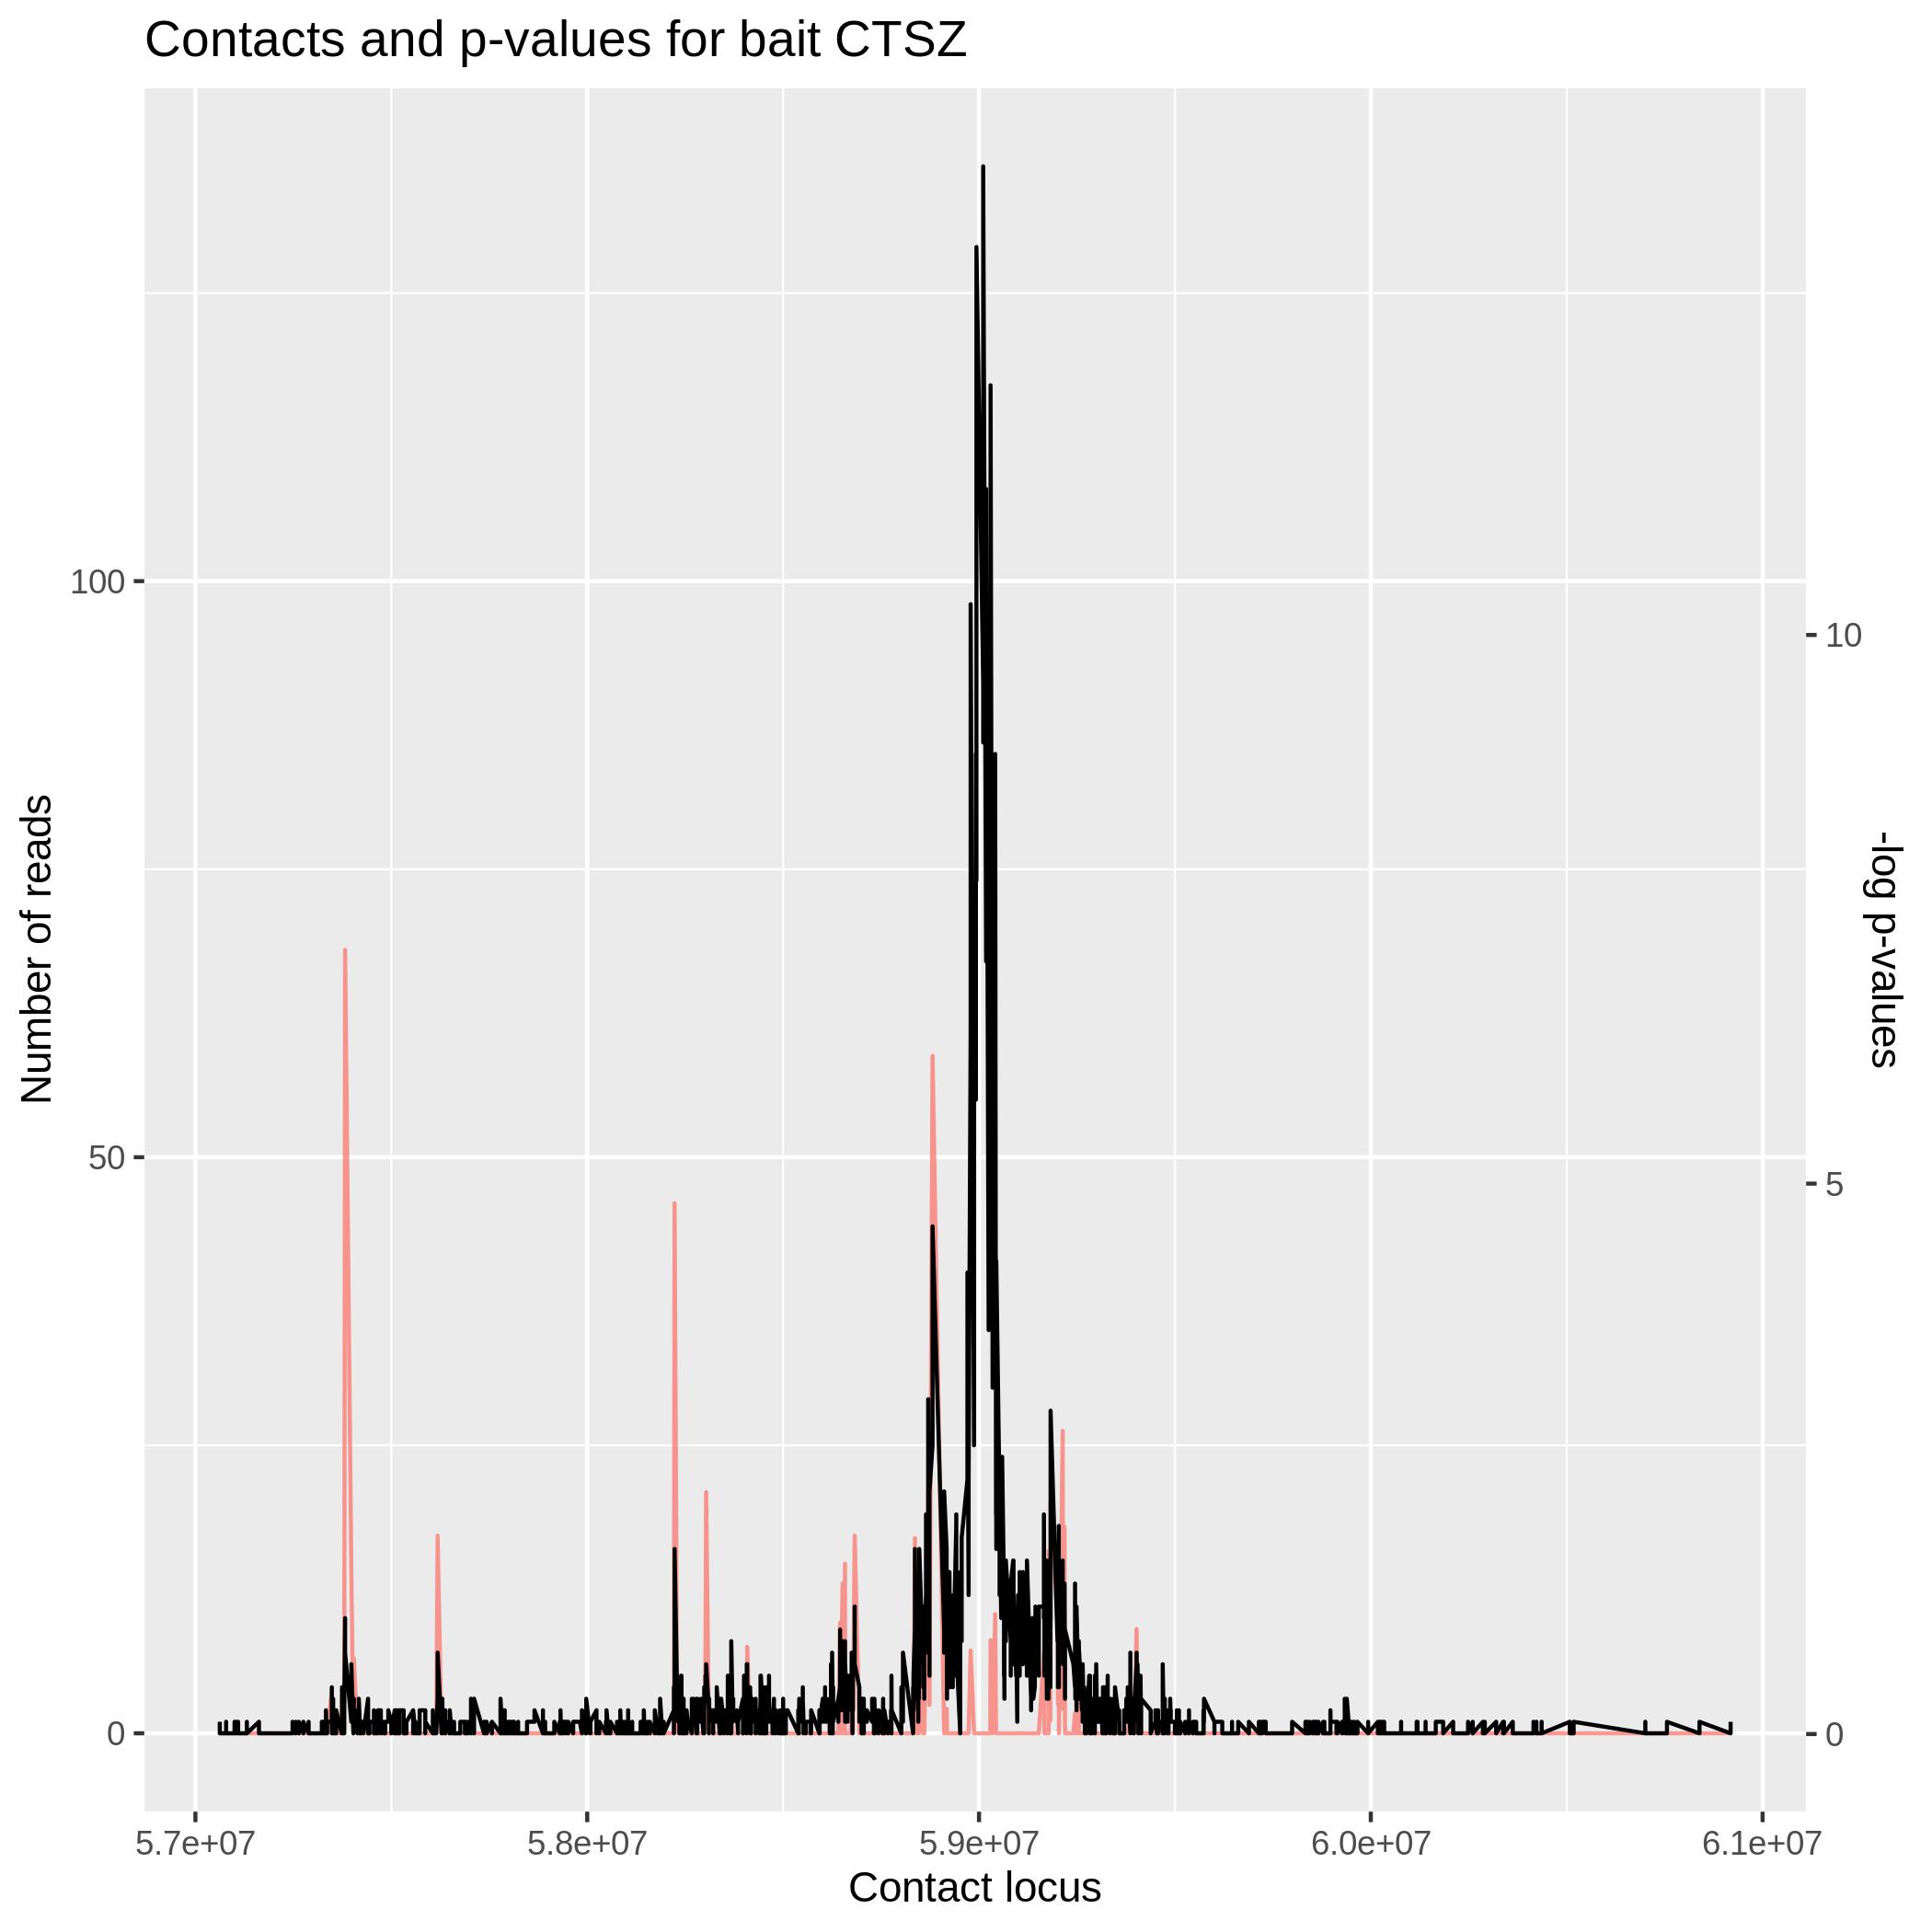 Contacts and p-values for bait CTSZ
Number of reads
100
50
0
10
5
0
-log p-values
5.7e+07 5.8e+07 5.9e+07 6.0e+07 6.1e+07
Contact locus